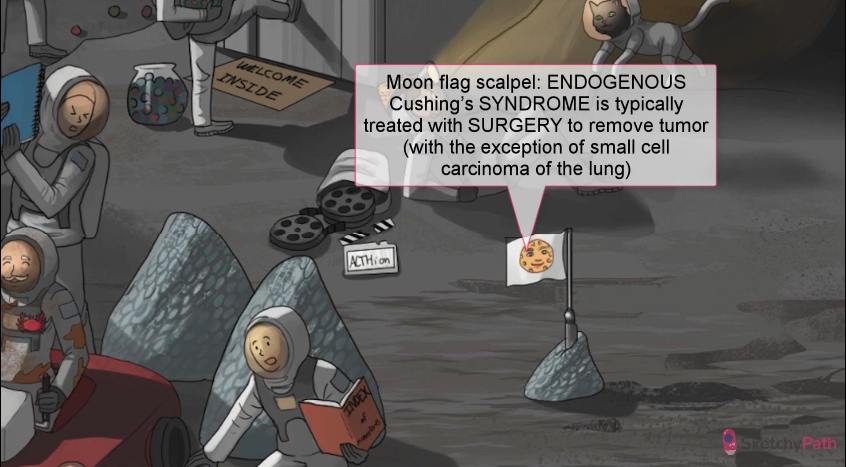 WELCOME
INSIDE
Moon flag scalpel: ENDOGENOUS
Cushing's SYNDROME is typically
treated with SURGERY to remove tumor
(with the exception of small cell
carcinoma of the lung)
ACTHion
INDEX
of
SketchyPath